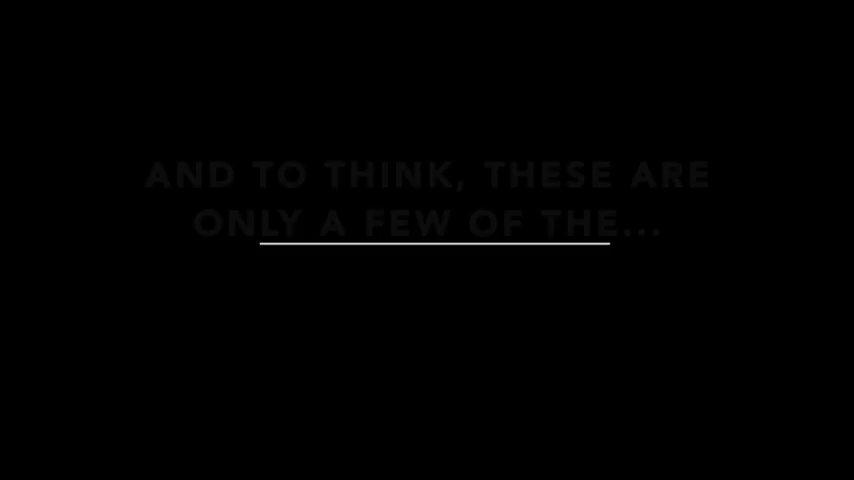 AND TO THINK, THESE ARE
ONLY A FEW OF THE...